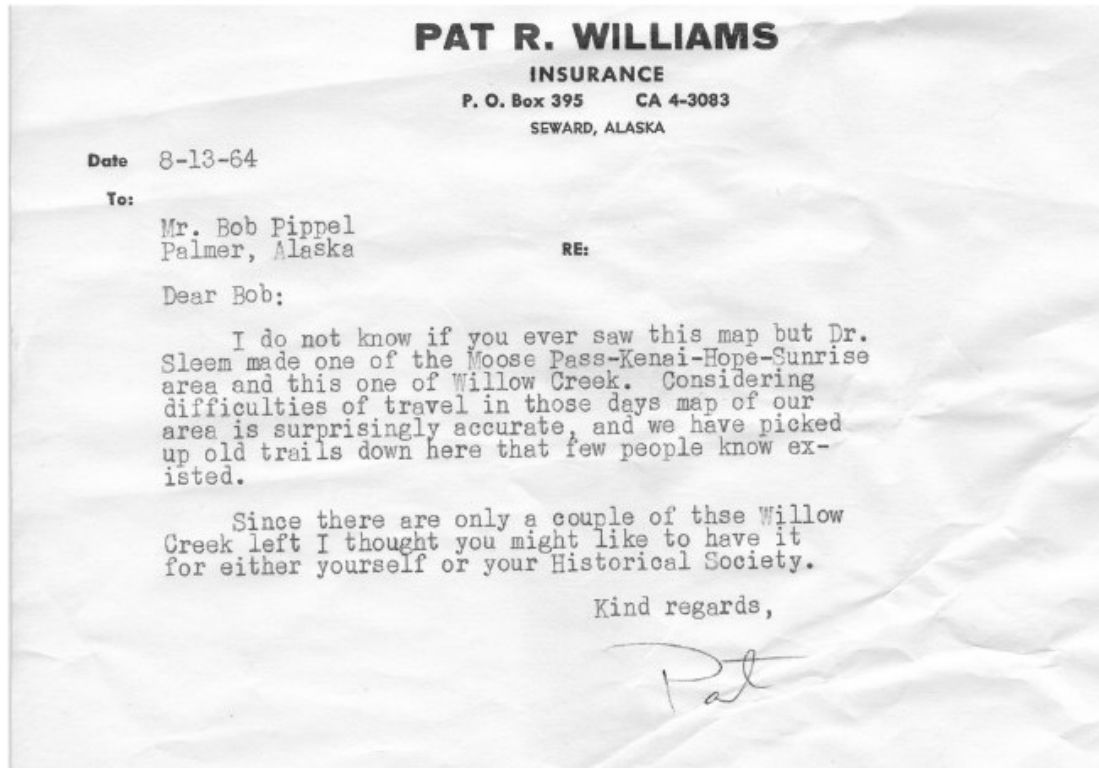 PAT R. WILLIAMS
INSURANCE
P. O. Box 395 CA 4-3083
SEWARD, ALASKA
Date 8-13-64
To:
Mr. Bob Pippel
Palmer, Alaska
RE:
Dear Bob:
I do not know if you ever saw this map but Dr.
Sleem made one of the Moose Pass-Kenai-Hope-Sunrise
area and this one of Willow Creek. Considering
difficulties of travel in those days map of our
area is surprisingly accurate, and we have picked
up old trails down here that few people know ex-
isted.
Since there are only a couple of thse Willow
Creek left I thought you might like to have it
for either yourself or your Historical Society.
Kind regards,
Pat